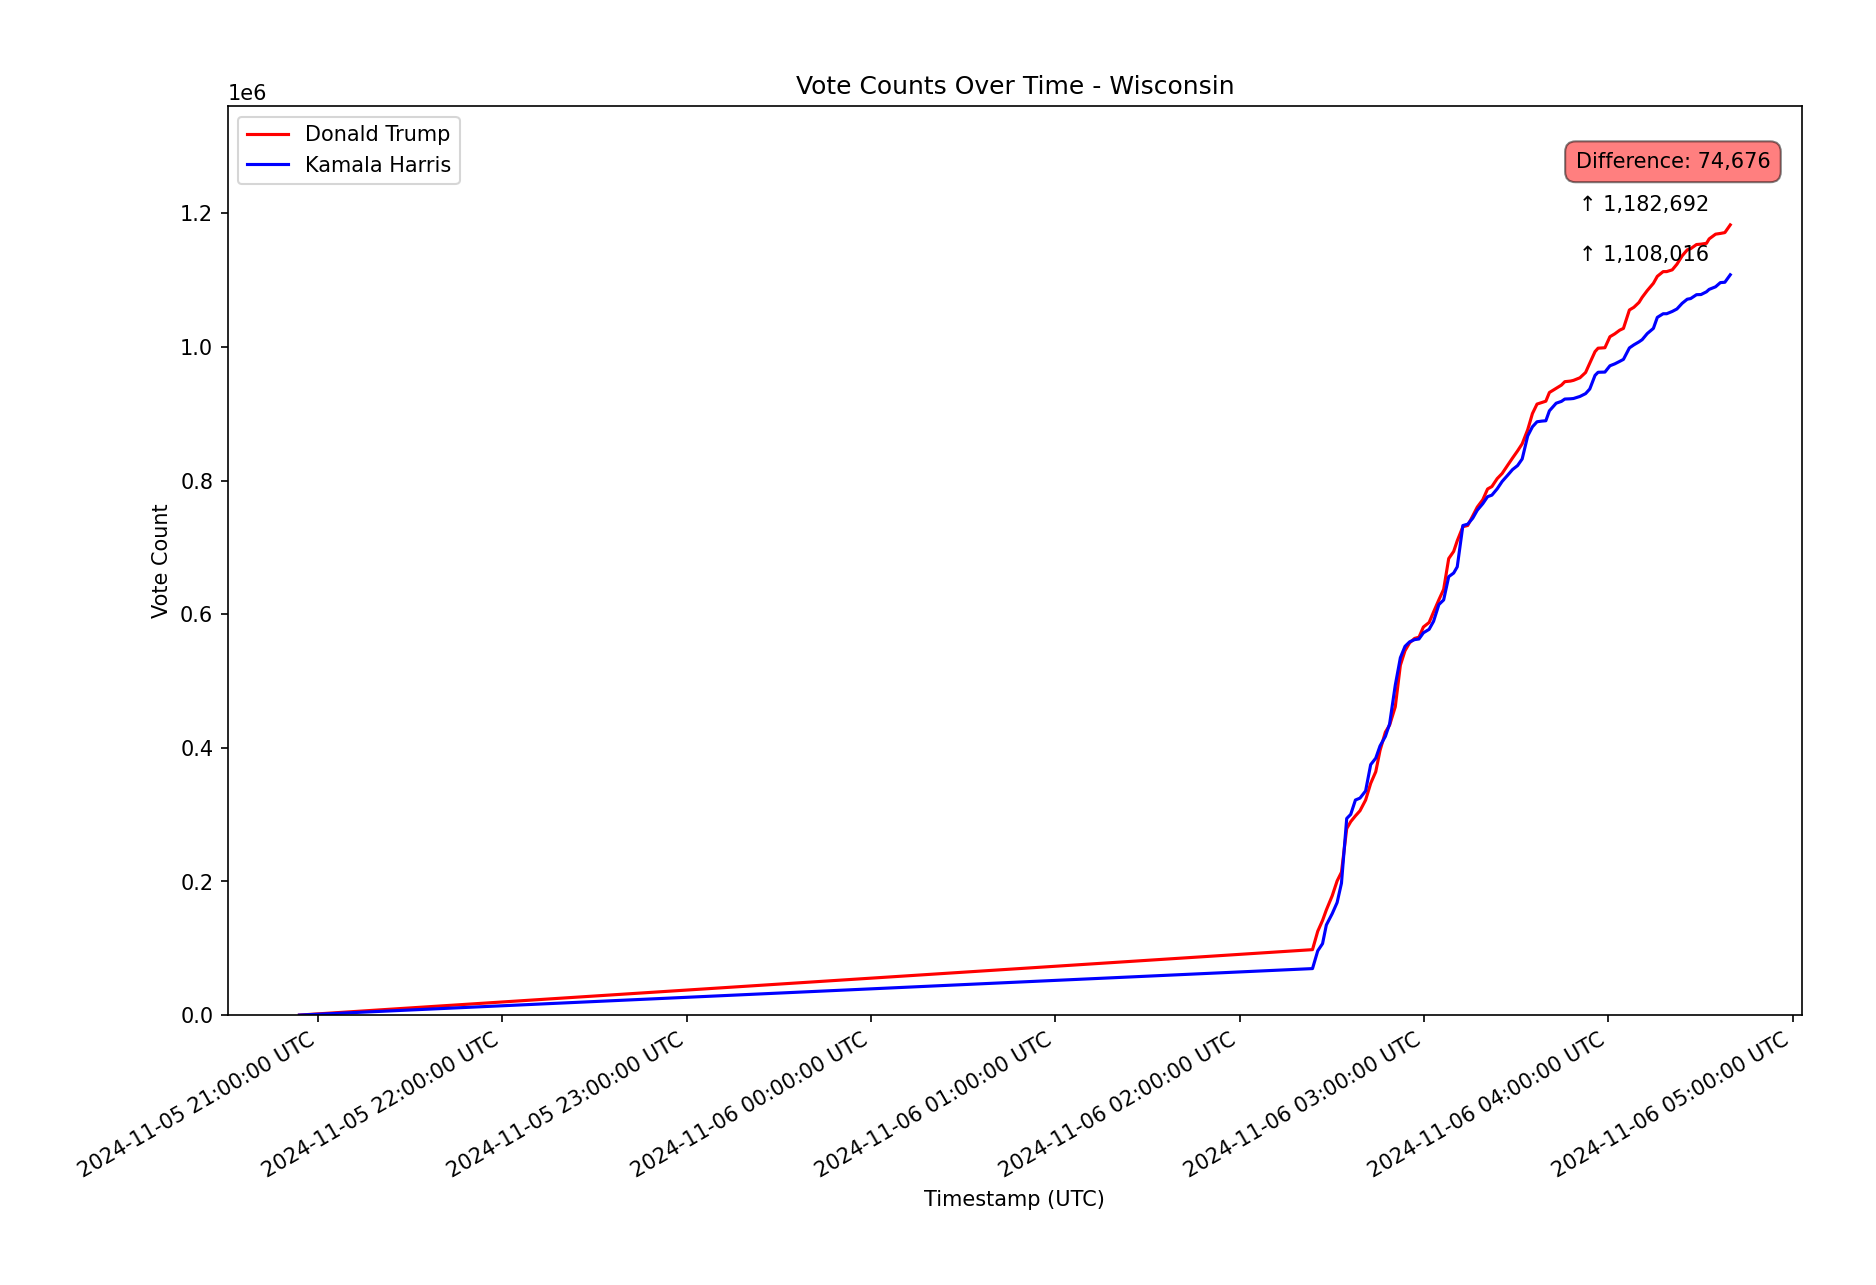 Vote Counts Over Time - Wisconsin
1e6
Donald Trump
Kamala Harris
Difference: 74,676
↑ 1,182,692
↑ 1,108,016
1.2
1.0
0.8
0.6
0.4
0.2
0.0
Vote Count
2024-11-05 21:00:00 UTC
2024-11-05 22:00:00 UTC
2024-11-05 23:00:00 UTC
2024-11-06 00:00:00 UTC
2024-11-06 01:00:00 UTC
2024-11-06 02:00:00 UTC
2024-11-06 03:00:00 UTC
2024-11-06 04:00:00 UTC
2024-11-06 05:00:00 UTC
Timestamp (UTC)